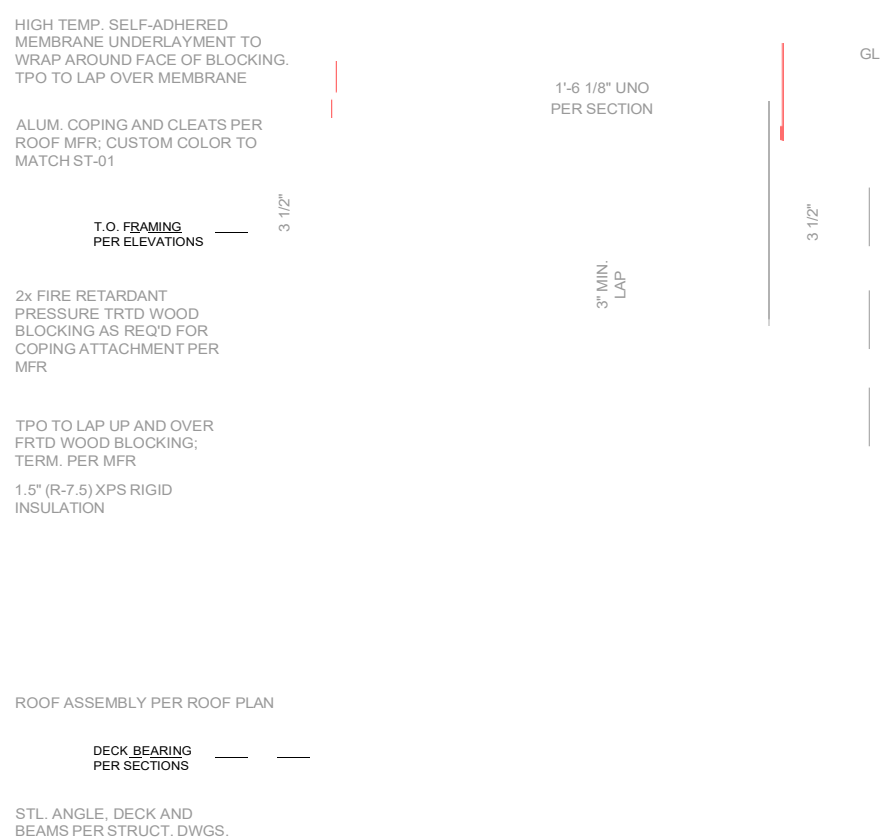 HIGH TEMP. SELF-ADHERED
MEMBRANE UNDERLAYMENT TO
WRAP AROUND FACE OF BLOCKING.
TPO TO LAP OVER MEMBRANE
GL
1'-6 1/8" UNO
PER SECTION
ALUM. COPING AND CLEATS PER
ROOF MFR; CUSTOM COLOR TO
MATCH ST-01
3 1/2"
3 1/2"
T.O. FRAMING
PER ELEVATIONS
3" MIN.
LAP
2x FIRE RETARDANT
PRESSURE TRTD WOOD
BLOCKING AS REQ'D FOR
COPING ATTACHMENT PER
MFR
TPO TO LAP UP AND OVER
FRTD WOOD BLOCKING;
TERM. PER MFR
1.5" (R-7.5) XPS RIGID
INSULATION
ROOF ASSEMBLY PER ROOF PLAN
DECK BEARING
PER SECTIONS
STL. ANGLE, DECK AND
BEAMS PER STRUCT. DWGS.